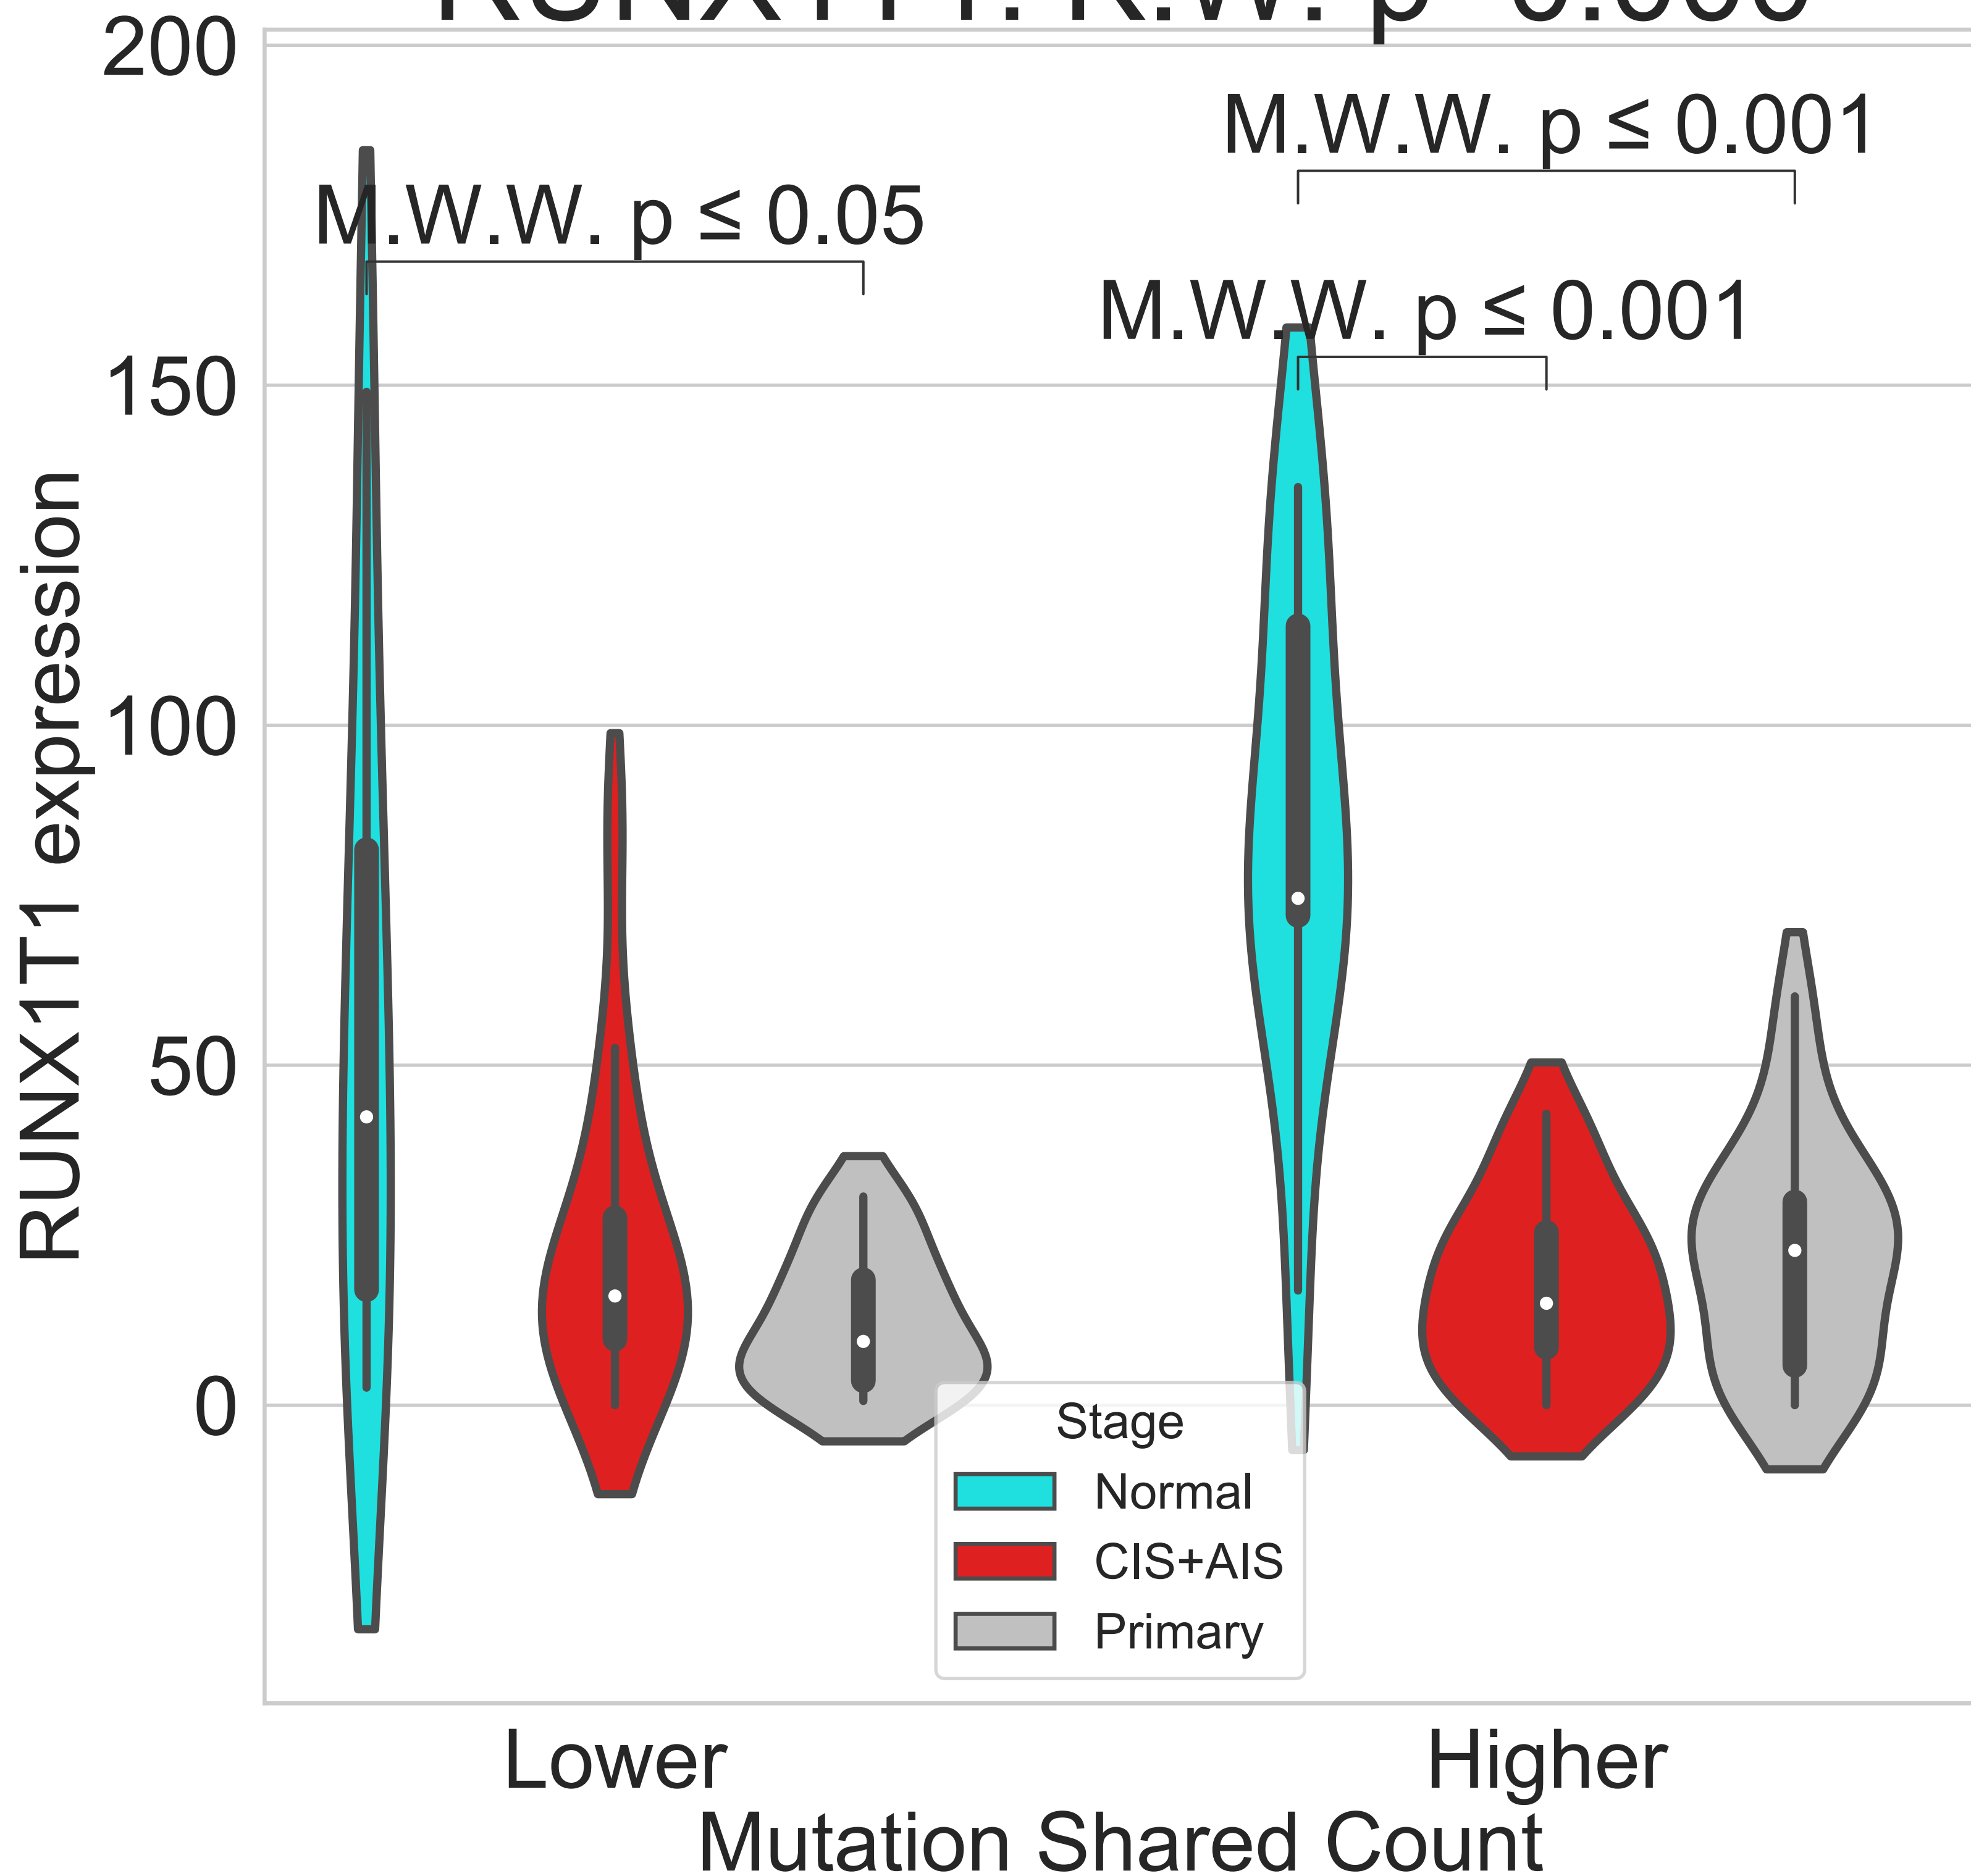 200
150
100
50
0
RUNX1T1 expression
M.W.W. p ≤ 0.05
M.W.W. p ≤ 0.001
M.W.W. p ≤ 0.001
Stage
Normal
CIS+AIS
Primary
Lower
Higher
Mutation Shared Count